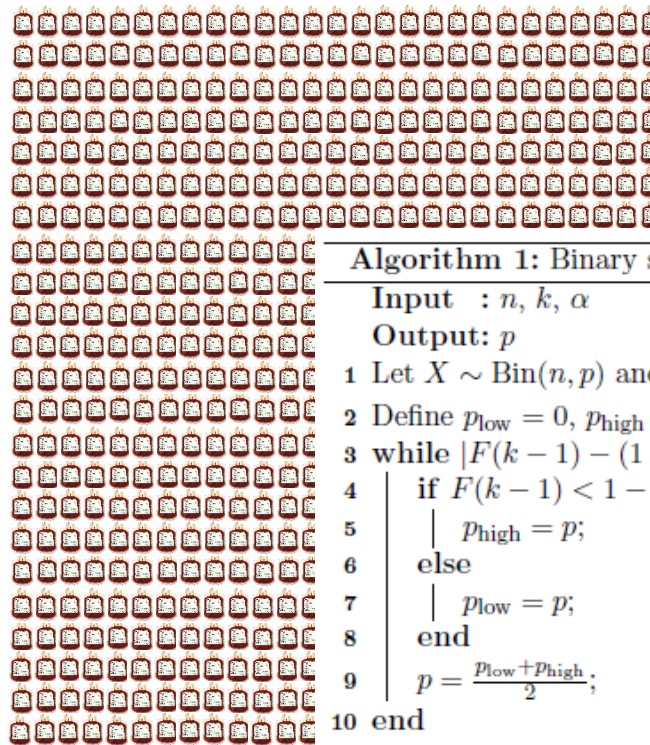 Algorithm 1: Binary s
Input : n, k, α
Output: p
1 Let X ∼ Bin(n, p) and
2 Define p_low = 0, p_high
3 while |F(k − 1) − (1
4 if F(k − 1) < 1 −
5 p_high = p;
6 else
7 p_low = p;
8 end
9 p = (p_low+p_high)/2;
10 end